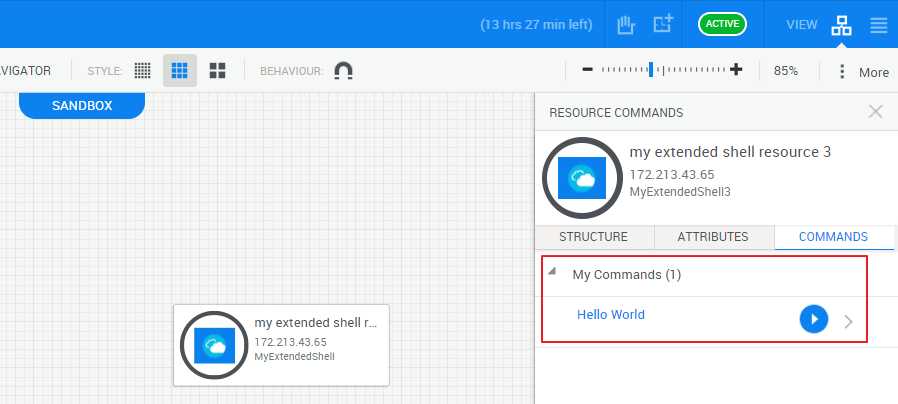 (13 hrs 27 min left)
ACTIVE
VIEW
AVIGATOR
STYLE:
BEHAVIOUR:
85%
More
SANDBOX
RESOURCE COMMANDS
my extended shell resource 3
172.213.43.65
MyExtendedShell3
STRUCTURE
ATTRIBUTES
COMMANDS
My Commands (1)
Hello World
my extended shell r...
172.213.43.65
MyExtendedShell